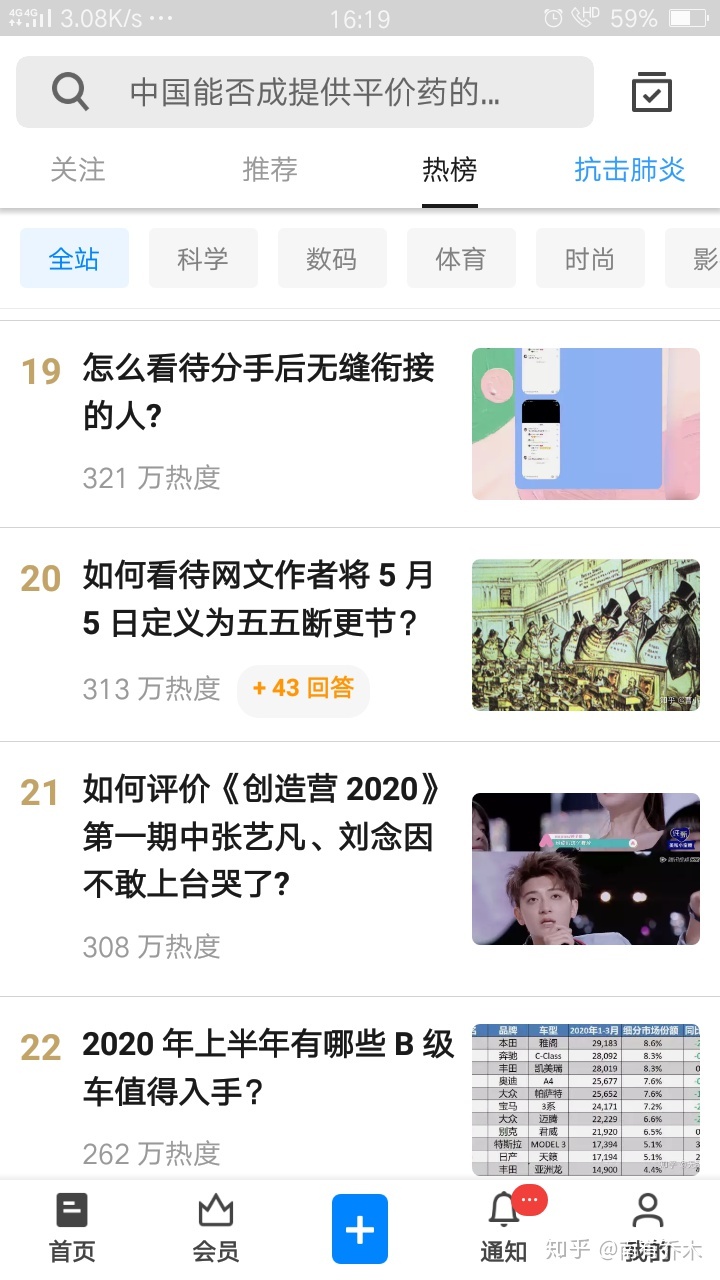 4G 4G 3.08K/s ··· 16:19 HD 59%
中国能否成提供平价药的...
关注 推荐 热榜 抗击肺炎
全站 科学 数码 体育 时尚 影
19 怎么看待分手后无缝衔接
的人?
321 万热度
20 如何看待网文作者将 5 月
5 日定义为五五断更节？
313 万热度 + 43 回答
21 如何评价《创造营 2020》
第一期中张艺凡、刘念因
不敢上台哭了?
308 万热度
22 2020 年上半年有哪些 B 级
车值得入手？
262 万热度
品牌 车型 2020年1-3月 细分市场份额 同比
本田 雅阁 29,183 8.6%
奔驰 C-Class 28,092 8.3%
丰田 凯美瑞 28,019 8.3%
奥迪 A4 25,677 7.6%
大众 帕萨特 25,652 7.6%
宝马 3系 24,171 7.2%
大众 迈腾 22,229 6.6%
别克 君威 21,920 6.5%
特斯拉 MODEL 3 17,394 5.1%
日产 天籁 17,194 5.1%
丰田 亚洲龙 14,900 4.4%
首页 会员 通知 我的
知乎 @南有乔木